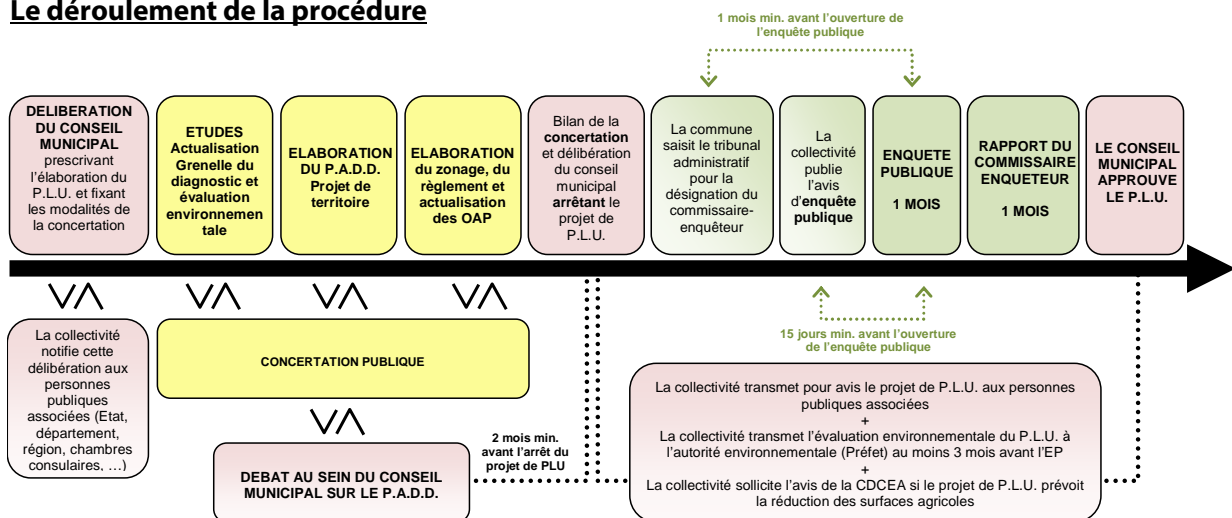 Le déroulement de la procédure
1 mois min. avant l’ouverture de
l’enquête publique
DELIBERATION
DU CONSEIL
MUNICIPAL
prescrivant
l’élaboration du
P.L.U. et fixant
les modalités de
la concertation
ETUDES
Actualisation
Grenelle du
diagnostic et
évaluation
environnemen
tale
ELABORATION
DU P.A.D.D.
Projet de
territoire
ELABORATION
du zonage, du
règlement et
actualisation
des OAP
Bilan de la
concertation
et délibération
du conseil
municipal
arrêtant le
projet de
P.L.U.
La commune
saisit le tribunal
administratif
pour la
désignation du
commissaire-
enquêteur
La
collectivité
publie
l’avis
d’enquête
publique
ENQUETE
PUBLIQUE
1 MOIS
RAPPORT DU
COMMISSAIRE
ENQUETEUR
1 MOIS
LE CONSEIL
MUNICIPAL
APPROUVE
LE P.L.U.
La collectivité
notifie cette
délibération aux
personnes
publiques
associées (Etat,
département,
région, chambres
consulaires, …)
CONCERTATION PUBLIQUE
DEBAT AU SEIN DU CONSEIL
MUNICIPAL SUR LE P.A.D.D.
2 mois min.
avant l’arrêt du
projet de PLU
15 jours min. avant l’ouverture
de l’enquête publique
La collectivité transmet pour avis le projet de P.L.U. aux personnes
publiques associées
+
La collectivité transmet l’évaluation environnementale du P.L.U. à
l’autorité environnementale (Préfet) au moins 3 mois avant l’EP
+
La collectivité sollicite l’avis de la CDCEA si le projet de P.L.U. prévoit
la réduction des surfaces agricoles